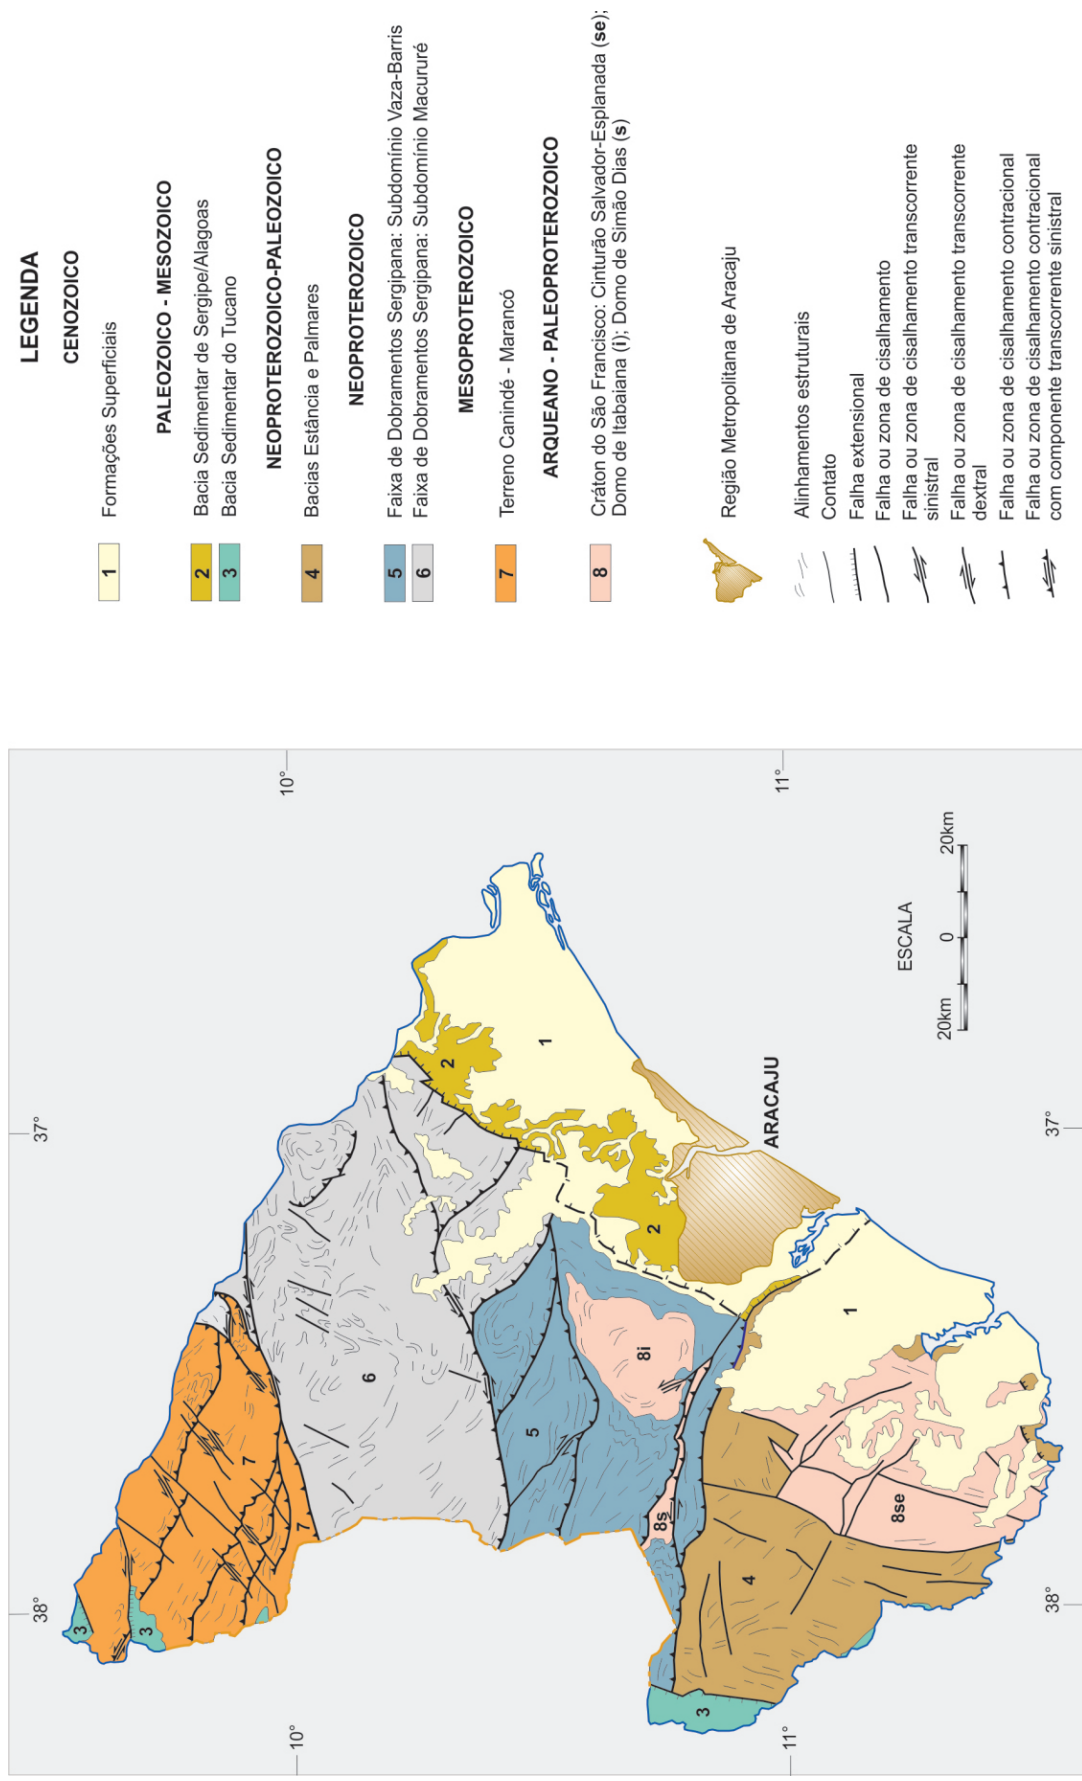 LEGENDA
CENOZOICO
1 Formações Superficiais
PALEOZOICO - MESOZOICO
2 Bacia Sedimentar de Sergipe/Alagoas
3 Bacia Sedimentar do Tucano
NEOPROTEROZOICO-PALEOZOICO
4 Bacias Estância e Palmares
NEOPROTEROZOICO
5 Faixa de Dobramentos Sergipana: Subdomínio Vaza-Barris
6 Faixa de Dobramentos Sergipana: Subdomínio Macururé
MESOPROTEROZOICO
7 Terreno Canindé - Marancó
ARQUEANO - PALEOPROTEROZOICO
8 Cráton do São Francisco: Cinturão Salvador-Esplanada (se);
Domo de Itabaiana (i); Domo de Simão Dias (s)
Região Metropolitana de Aracaju
Alinhamentos estruturais
Contato
Falha extensional
Falha ou zona de cisalhamento
Falha ou zona de cisalhamento transcorrente
sinistral
Falha ou zona de cisalhamento transcorrente
dextral
Falha ou zona de cisalhamento contracional
Falha ou zona de cisalhamento contracional
com componente transcorrente sinistral
38°
37°
10°
10°
11°
11°
38°
37°
3
3
7
7
6
2
1
5
8i
2
8s
ARACAJU
3
4
8se
1
ESCALA
20km 0 20km